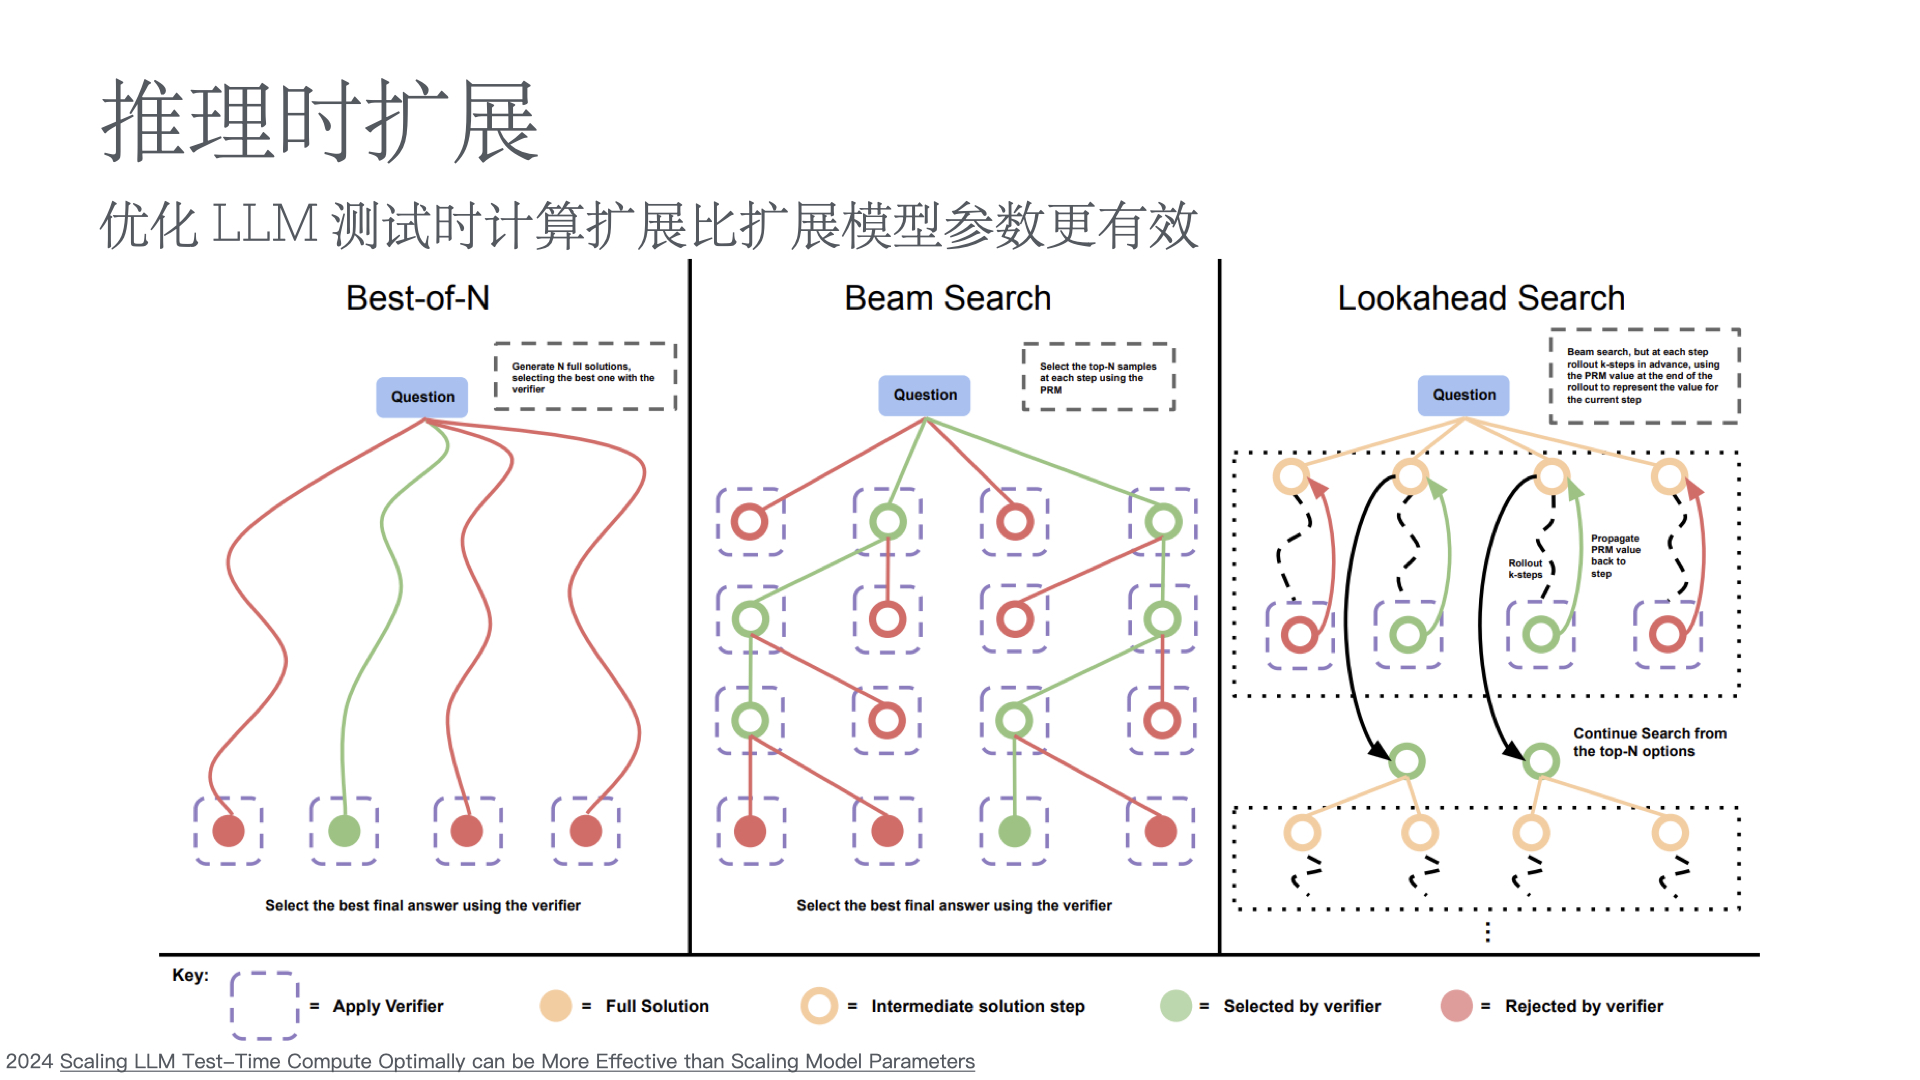 推理时扩展
优化 LLM 测试时计算扩展比扩展模型参数更有效
Best-of-N
Generate N full solutions,
selecting the best one with the
verifier
Question
Select the best final answer using the verifier
Beam Search
Select the top-N samples
at each step using the
PRM
Question
Select the best final answer using the verifier
Lookahead Search
Beam search, but at each step
rollout k-steps in advance, using
the PRM value at the end of the
rollout to represent the value for
the current step
Question
Rollout
k-steps
Propagate
PRM value
back to
step
Continue Search from
the top-N options
Key:
= Apply Verifier
= Full Solution
= Intermediate solution step
= Selected by verifier
= Rejected by verifier
2024 Scaling LLM Test-Time Compute Optimally can be More Effective than Scaling Model Parameters